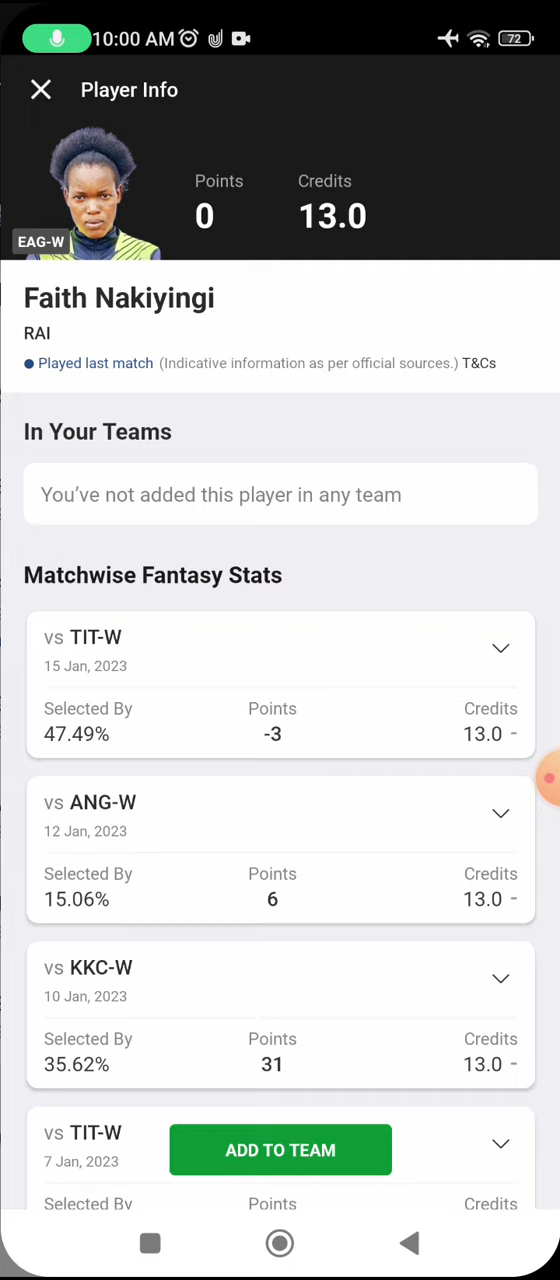 10:00 AM
72
Player Info
Points
Credits
0
13.0
EAG-W
Faith Nakiyingi
RAI
Played last match (Indicative information as per official sources.) T&Cs
In Your Teams
You’ve not added this player in any team
Matchwise Fantasy Stats
vs TIT-W
15 Jan, 2023
Selected By Points Credits
47.49% -3 13.0 -
vs ANG-W
12 Jan, 2023
Selected By Points Credits
15.06% 6 13.0 -
vs KKC-W
10 Jan, 2023
Selected By Points Credits
35.62% 31 13.0 -
vs TIT-W
7 Jan, 2023
ADD TO TEAM
Selected By Points Credits